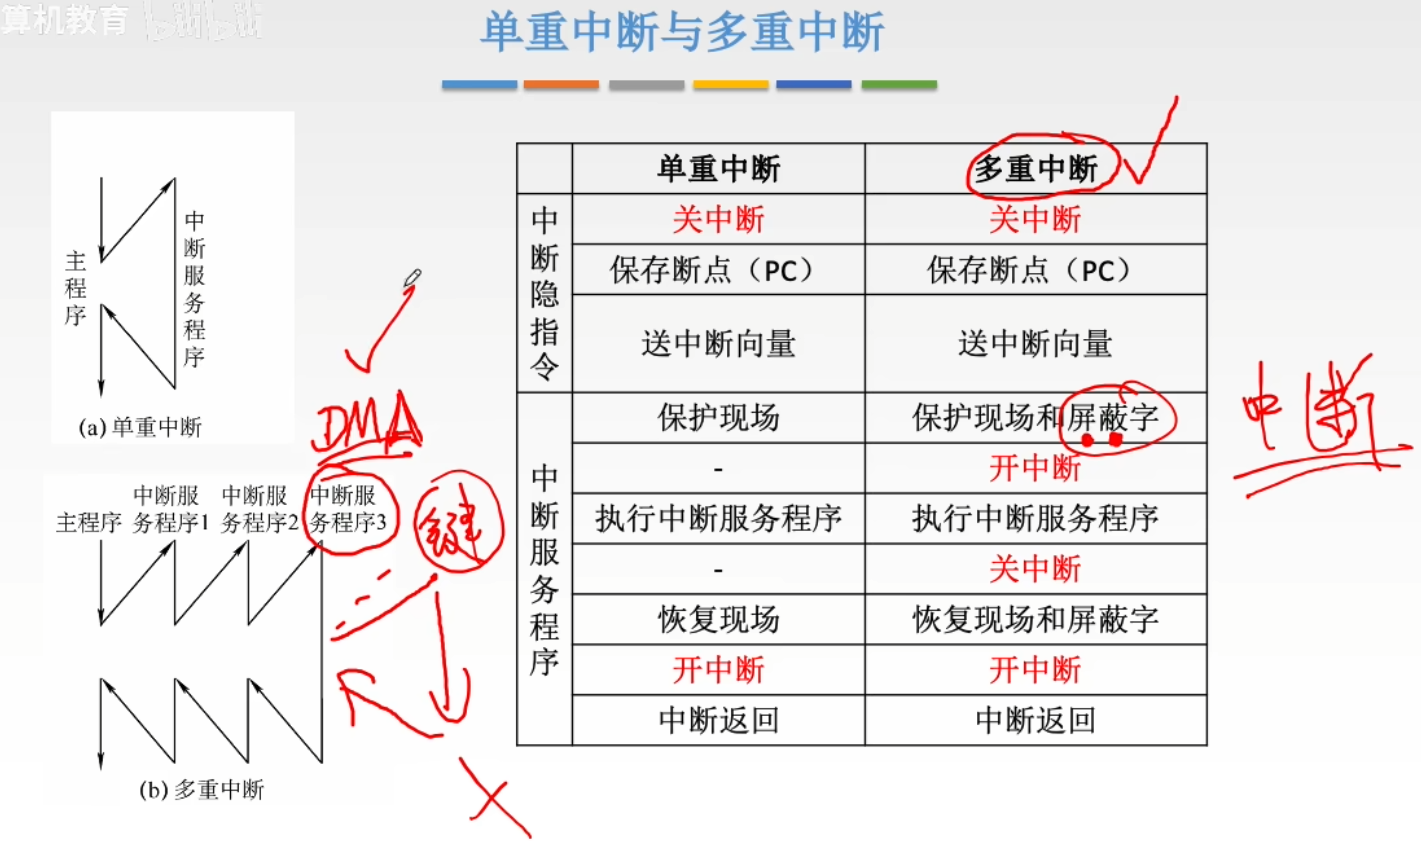 算机教育 bilibili
单重中断与多重中断
主程序
中断服务程序
(a) 单重中断
DMA
中断服务程序1
中断服务程序2
中断服务程序3
主程序
键
(b) 多重中断
单重中断 多重中断
中断隐指令
关中断 关中断
保存断点（PC） 保存断点（PC）
送中断向量 送中断向量
中断服务程序
保护现场 保护现场和屏蔽字
- 开中断
执行中断服务程序 执行中断服务程序
- 关中断
恢复现场 恢复现场和屏蔽字
开中断 开中断
中断返回 中断返回
中断